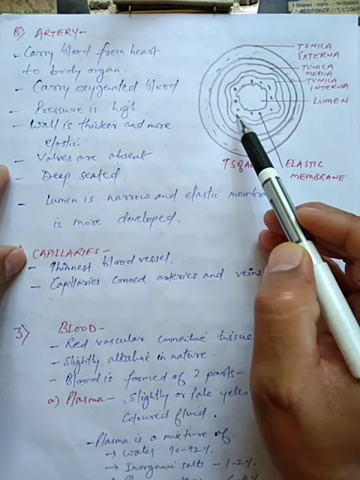 B) ARTERY-
- Carry blood from heart
to body organ.
- Carry oxygenated blood
- Pressure is high
- Wall is thicker and more
elastic
- Valves are absent
- Deep seated.
- Lumen is narrow and elastic membr
is more developed.
TUNICA
EXTERNA
TUNICA
MEDIA
TUNICA
INTERNA
LUMEN
ELASTIC
MEMBRANE
CAPILLARIES-
- Thinnest blood vessel.
- Capillaries connect arteries and veins
3) BLOOD-
- Red vascular connective tissue
- Slightly alkaline in nature.
- Blood is formed of 2 parts-
a) Plasma- Slightly or Pale yello
coloured fluid.
- Plasma is a mixture of
→ water 90-92%
→ Inorganic salts - 1-2%